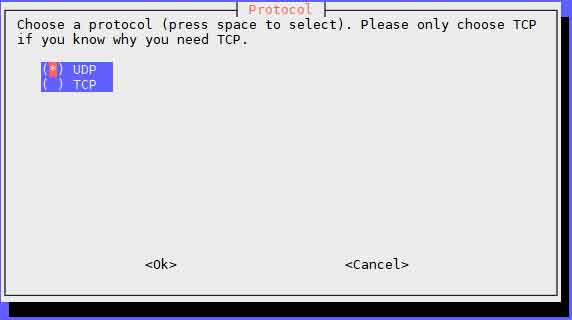 Protocol
Choose a protocol (press space to select). Please only choose TCP
if you know why you need TCP.
(*) UDP
( ) TCP
<Ok> <Cancel>